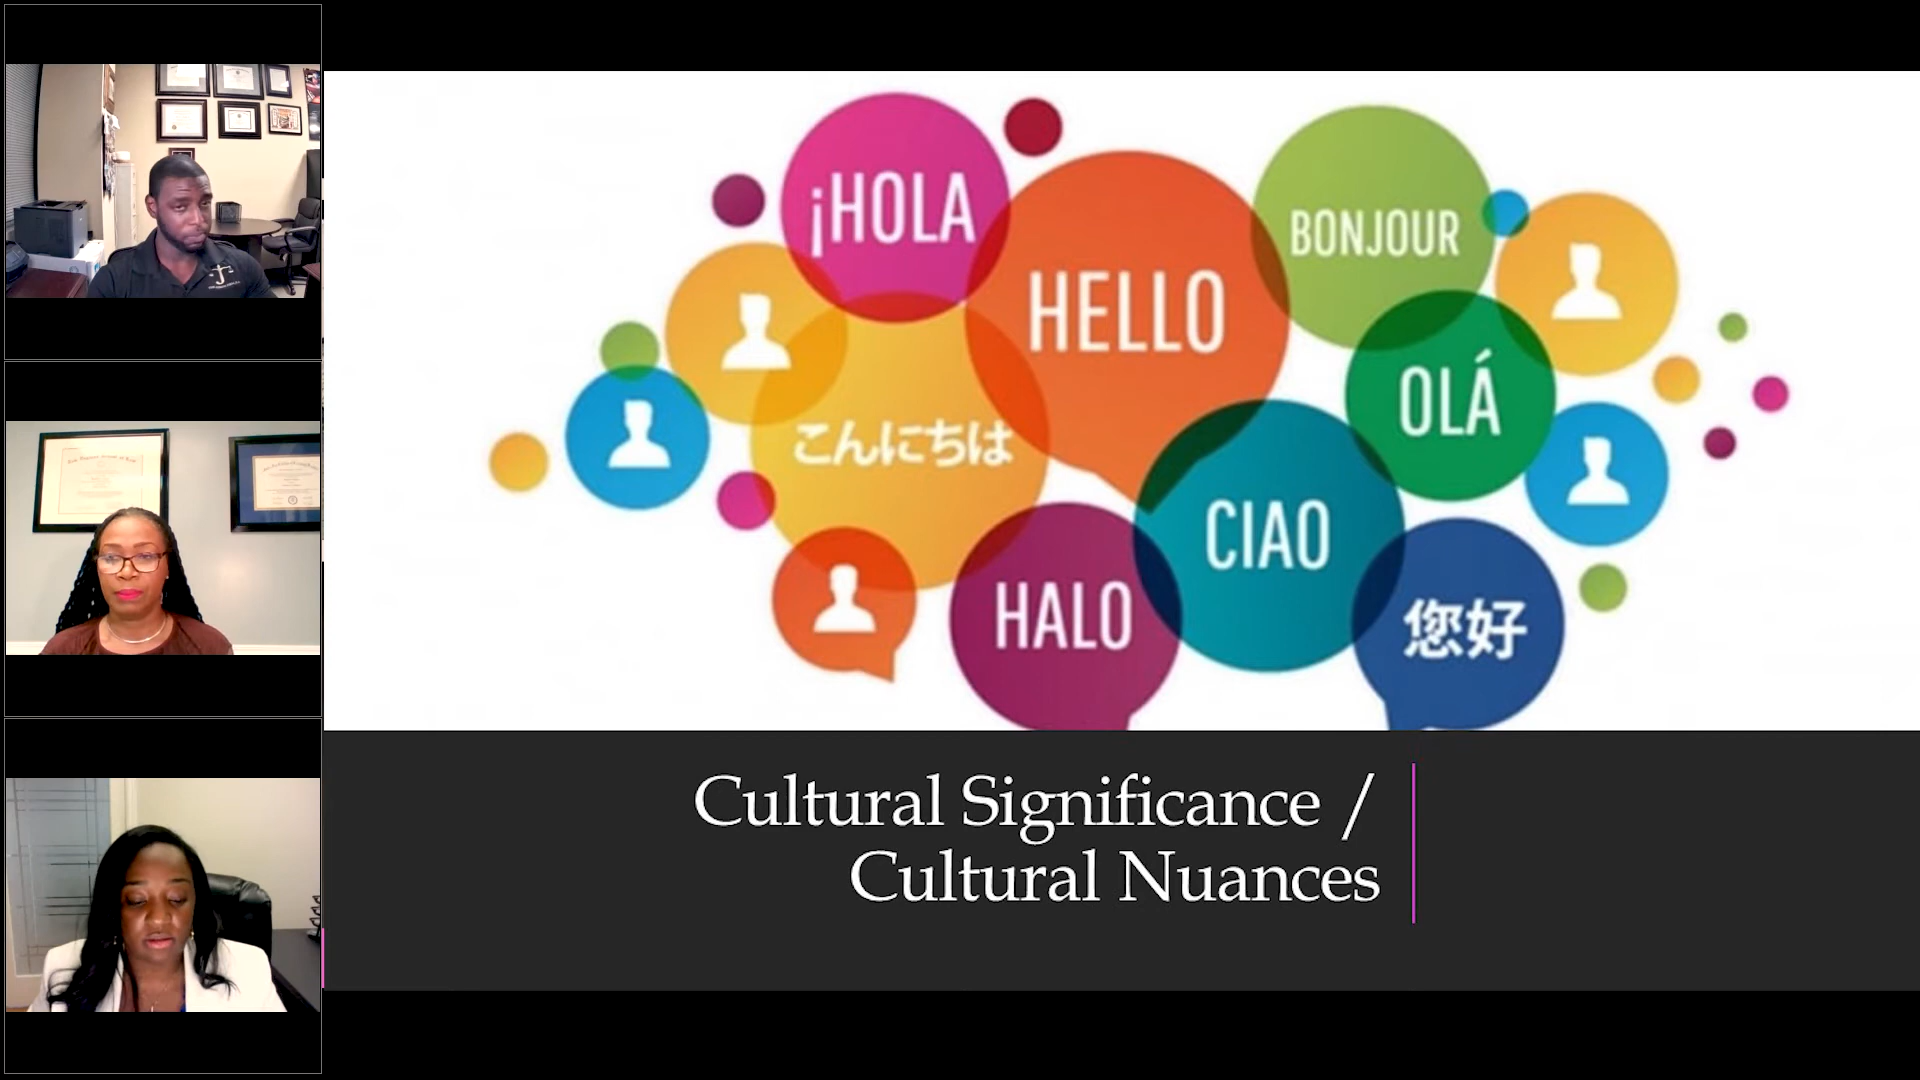 ¡HOLA
HELLO
BONJOUR
OLÁ
こんにちは
CIAO
HALO
您好
Cultural Significance /
Cultural Nuances